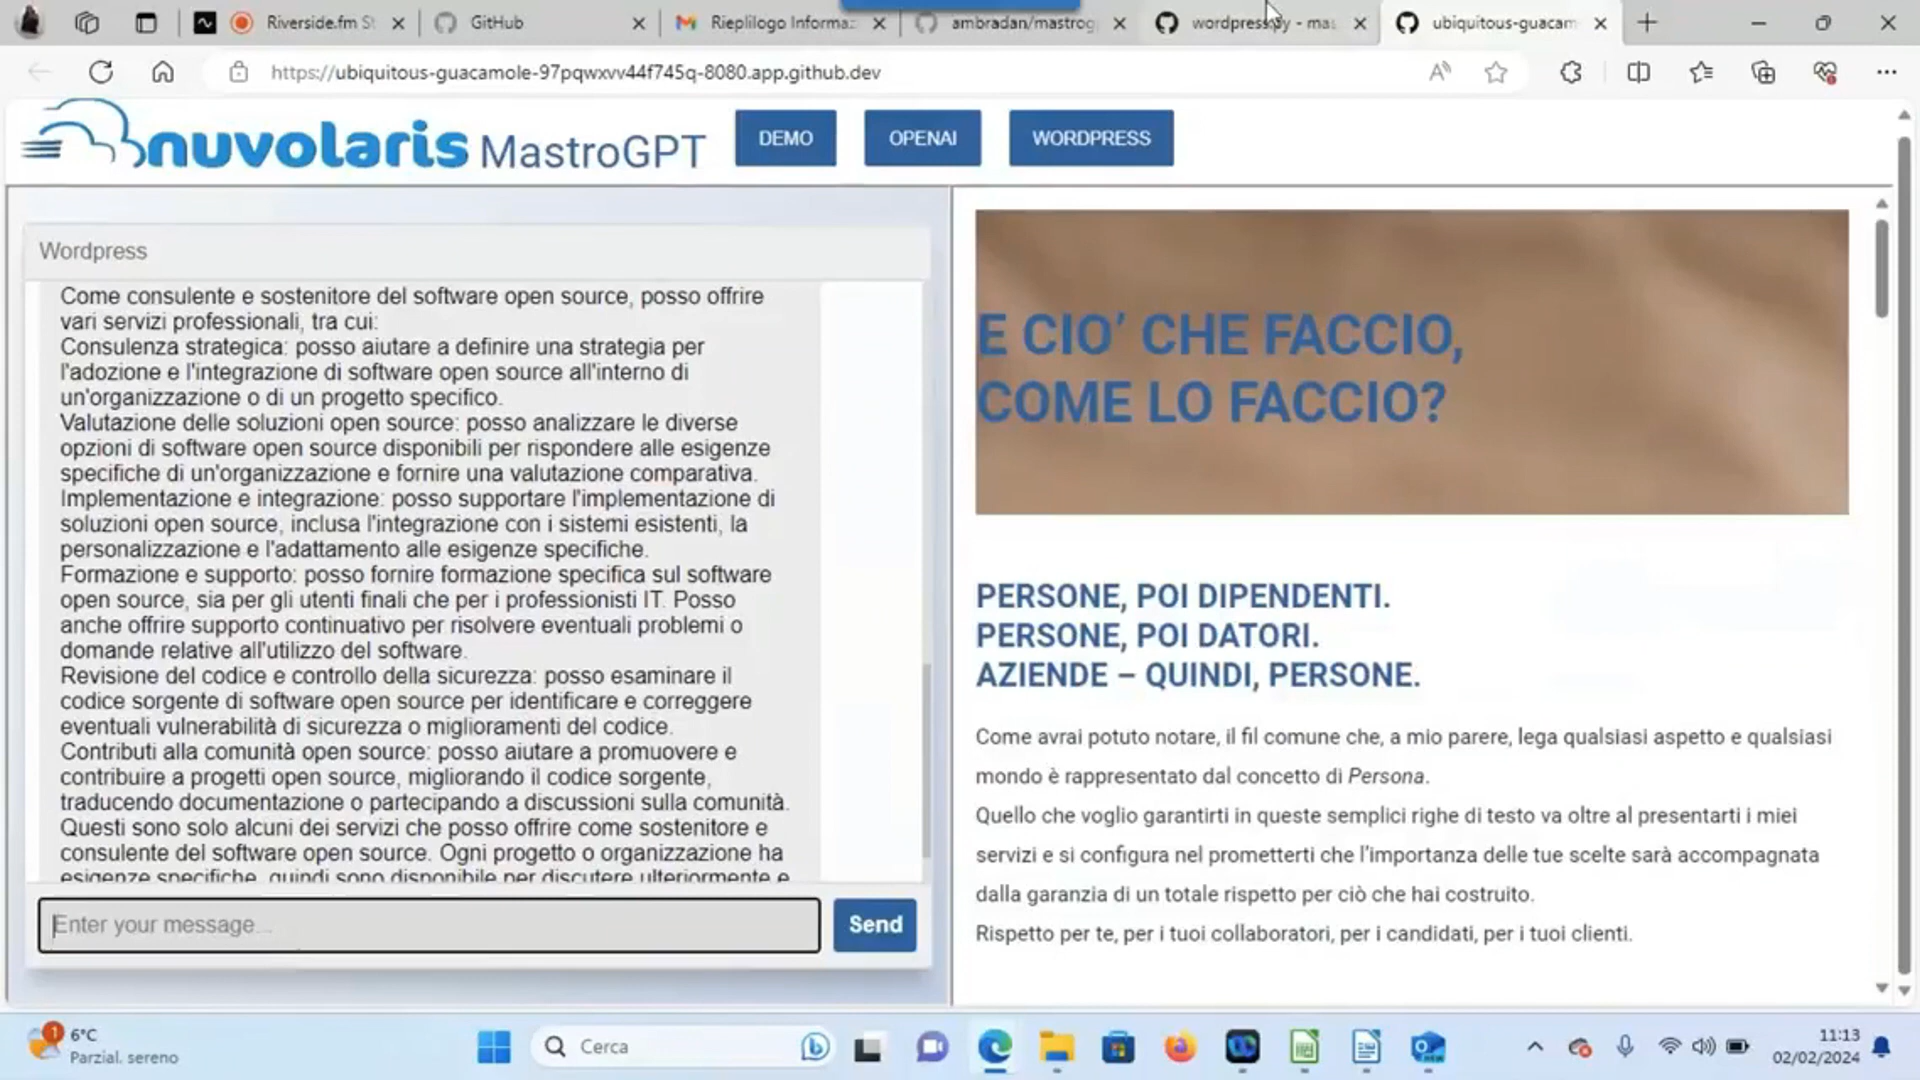 Riverside.fm St
GitHub
Rieplilogo Informaz
ambradan/mastrog
wordpress.py - mas
ubiquitous-guacam
https://ubiquitous-guacamole-97pqwxvv44f745q-8080.app.github.dev
nuvolaris MastroGPT
DEMO
OPENAI
WORDPRESS
Wordpress
Come consulente e sostenitore del software open source, posso offrire
vari servizi professionali, tra cui:
Consulenza strategica: posso aiutare a definire una strategia per
l'adozione e l'integrazione di software open source all'interno di
un'organizzazione o di un progetto specifico.
Valutazione delle soluzioni open source: posso analizzare le diverse
opzioni di software open source disponibili per rispondere alle esigenze
specifiche di un'organizzazione e fornire una valutazione comparativa.
Implementazione e integrazione: posso supportare l'implementazione di
soluzioni open source, inclusa l'integrazione con i sistemi esistenti, la
personalizzazione e l'adattamento alle esigenze specifiche.
Formazione e supporto: posso fornire formazione specifica sul software
open source, sia per gli utenti finali che per i professionisti IT. Posso
anche offrire supporto continuativo per risolvere eventuali problemi o
domande relative all'utilizzo del software.
Revisione del codice e controllo della sicurezza: posso esaminare il
codice sorgente di software open source per identificare e correggere
eventuali vulnerabilità di sicurezza o miglioramenti del codice.
Contributi alla comunità open source: posso aiutare a promuovere e
contribuire a progetti open source, migliorando il codice sorgente,
traducendo documentazione o partecipando a discussioni sulla comunità.
Questi sono solo alcuni dei servizi che posso offrire come sostenitore e
consulente del software open source. Ogni progetto o organizzazione ha
esigenze specifiche, quindi sono disponibile per discutere ulteriormente e
Enter your message...
Send
E CIO' CHE FACCIO,
COME LO FACCIO?
PERSONE, POI DIPENDENTI.
PERSONE, POI DATORI.
AZIENDE – QUINDI, PERSONE.
Come avrai potuto notare, il fil comune che, a mio parere, lega qualsiasi aspetto e qualsiasi
mondo è rappresentato dal concetto di Persona.
Quello che voglio garantirti in queste semplici righe di testo va oltre al presentarti i miei
servizi e si configura nel prometterti che l'importanza delle tue scelte sarà accompagnata
dalla garanzia di un totale rispetto per ciò che hai costruito.
Rispetto per te, per i tuoi collaboratori, per i candidati, per i tuoi clienti.
1
6°C
Parzial. sereno
Cerca
11:13
02/02/2024